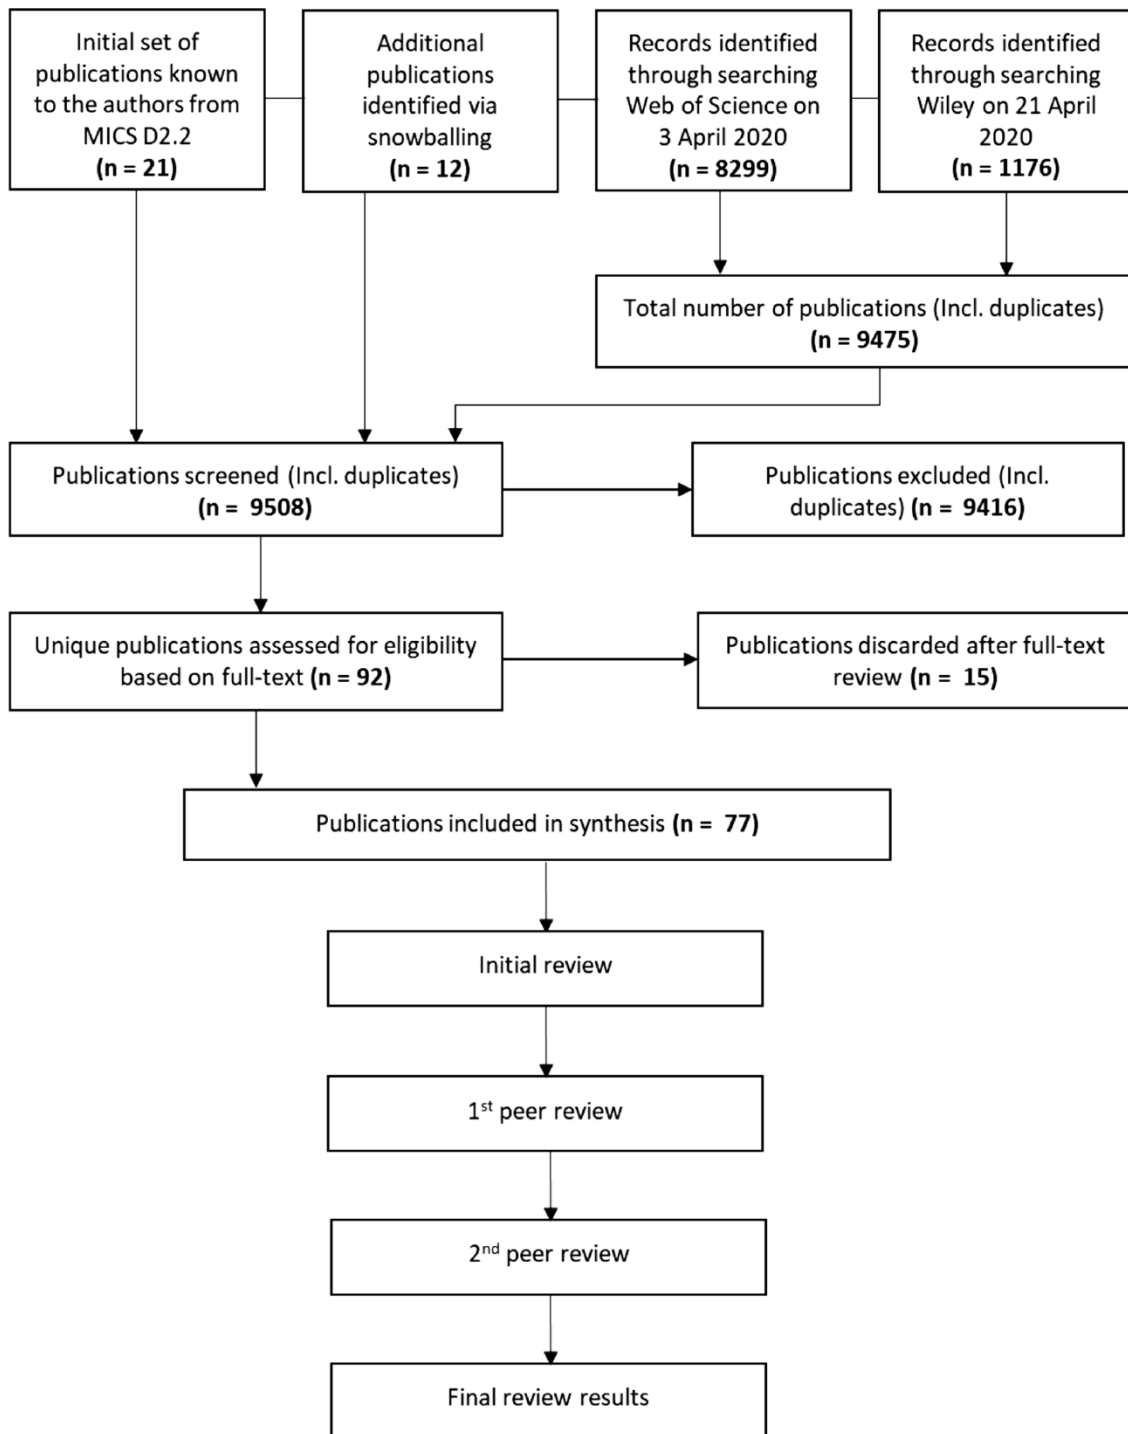 Initial set of
publications known
to the authors from
MICS D2.2
(n = 21)
Additional
publications
identified via
snowballing
(n = 12)
Records identified
through searching
Web of Science on
3 April 2020
(n = 8299)
Records identified
through searching
Wiley on 21 April
2020
(n = 1176)
Total number of publications (Incl. duplicates)
(n = 9475)
Publications screened (Incl. duplicates)
(n = 9508)
Publications excluded (Incl.
duplicates) (n = 9416)
Unique publications assessed for eligibility
based on full-text (n = 92)
Publications discarded after full-text
review (n = 15)
Publications included in synthesis (n = 77)
Initial review
1st peer review
2nd peer review
Final review results